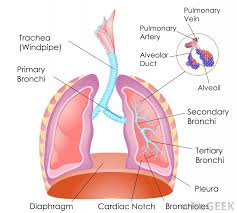 Pulmonary
Vein
Pulmonary
Artery
Trachea
(Windpipe)
Alveolar
Duct
Primary
Bronchi
Alveoli
Secondary
Bronchi
Tertiary
Bronchi
Pleura
Diaphragm
Cardiac Notch
Bronchioles